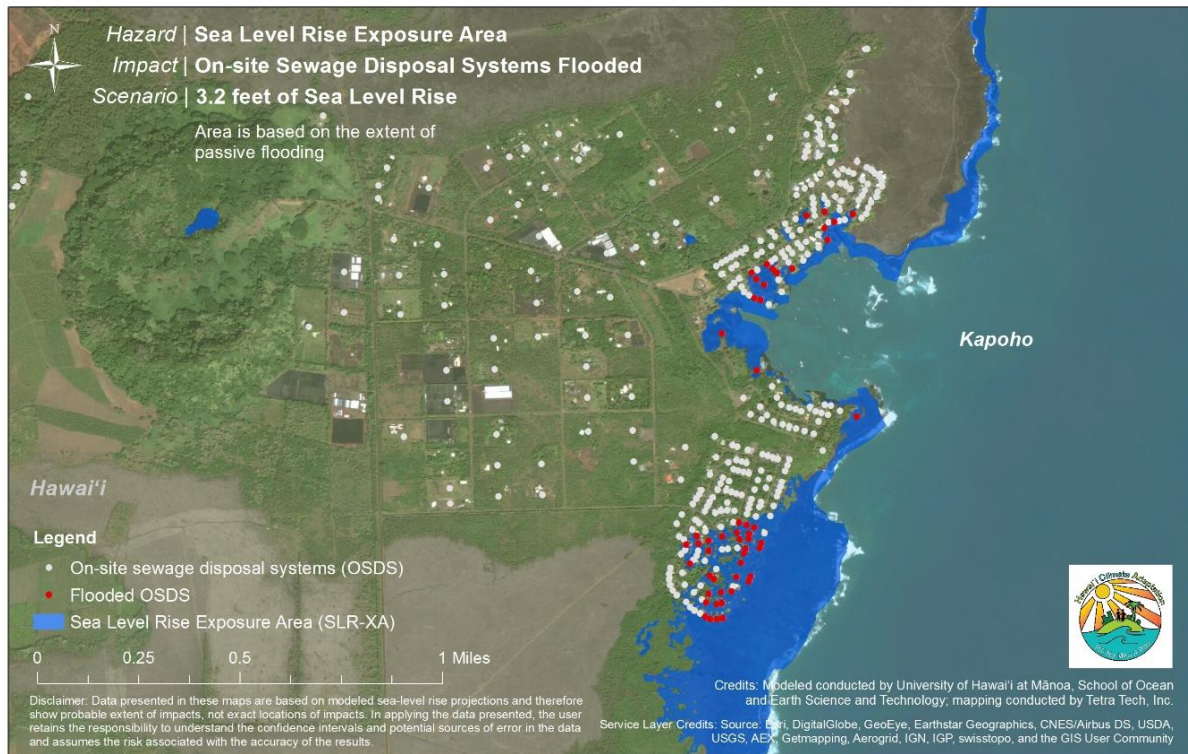 N
Hazard | Sea Level Rise Exposure Area
Impact | On-site Sewage Disposal Systems Flooded
Scenario | 3.2 feet of Sea Level Rise
Area is based on the extent of
passive flooding
Kapoho
Hawai‘i
Legend
On-site sewage disposal systems (OSDS)
Flooded OSDS
Sea Level Rise Exposure Area (SLR-XA)
0 0.25 0.5 1 Miles
Disclaimer: Data presented in these maps are based on modeled sea-level rise projections and therefore
show probable extent of impacts, not exact locations of impacts. In applying the data presented, the user
retains the responsibility to understand the confidence intervals and potential sources of error in the data
and assumes the risk associated with the accuracy of the results.
Hawai‘i Climate Adaptation
Credits: Modeled conducted by University of Hawai‘i at Mānoa, School of Ocean
and Earth Science and Technology; mapping conducted by Tetra Tech, Inc.
Service Layer Credits: Source: Esri, DigitalGlobe, GeoEye, Earthstar Geographics, CNES/Airbus DS, USDA,
USGS, AEX, Getmapping, Aerogrid, IGN, IGP, swisstopo, and the GIS User Community